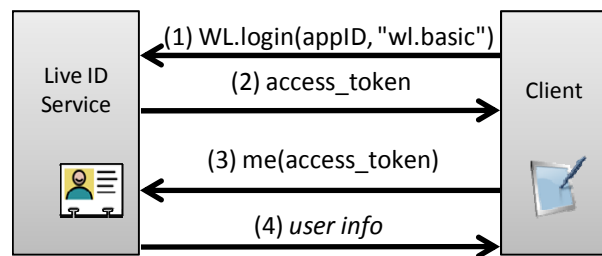 (1) WL.login(appID, "wl.basic")
Live ID
Service
(2) access_token
Client
(3) me(access_token)
(4) user info